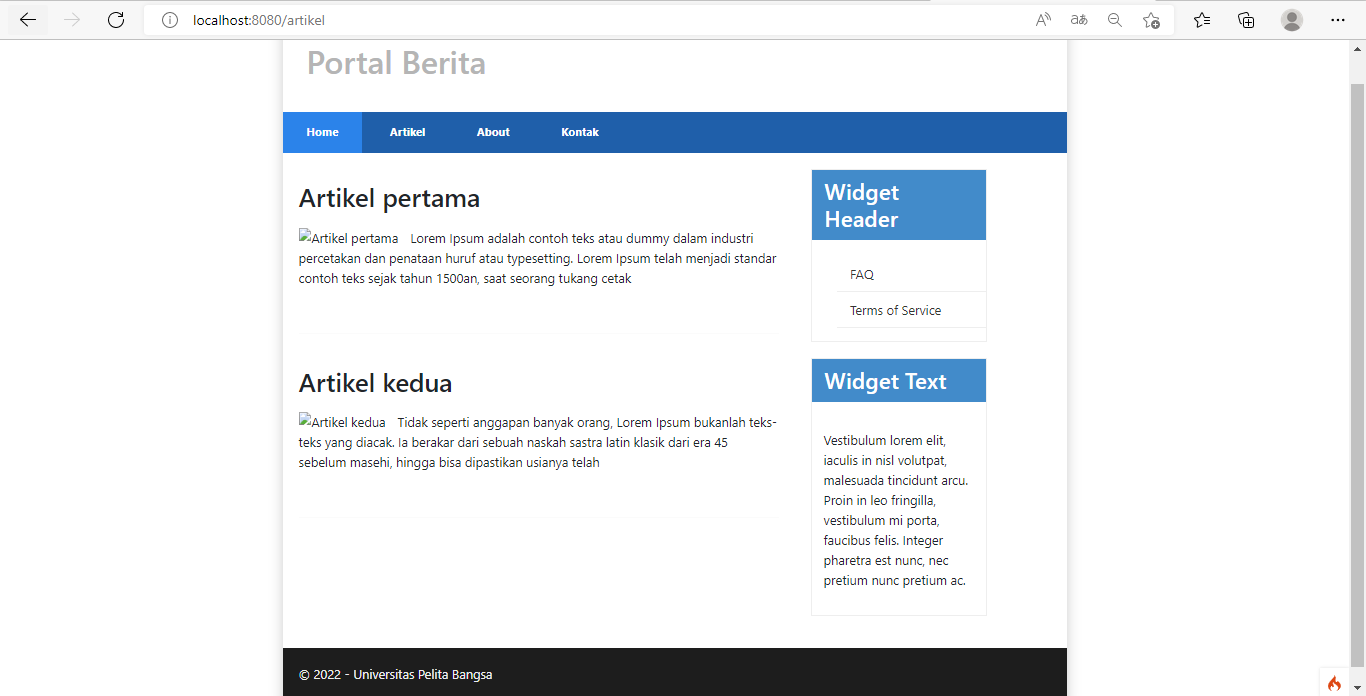 localhost:8080/artikel
Portal Berita
Home Artikel About Kontak
Artikel pertama
Artikel pertama Lorem Ipsum adalah contoh teks atau dummy dalam industri
percetakan dan penataan huruf atau typesetting. Lorem Ipsum telah menjadi standar
contoh teks sejak tahun 1500an, saat seorang tukang cetak
Artikel kedua
Artikel kedua Tidak seperti anggapan banyak orang, Lorem Ipsum bukanlah teks-
teks yang diacak. Ia berakar dari sebuah naskah sastra latin klasik dari era 45
sebelum masehi, hingga bisa dipastikan usianya telah
Widget
Header
FAQ
Terms of Service
Widget Text
Vestibulum lorem elit,
iaculis in nisl volutpat,
malesuada tincidunt arcu.
Proin in leo fringilla,
vestibulum mi porta,
faucibus felis. Integer
pharetra est nunc, nec
pretium nunc pretium ac.
© 2022 - Universitas Pelita Bangsa